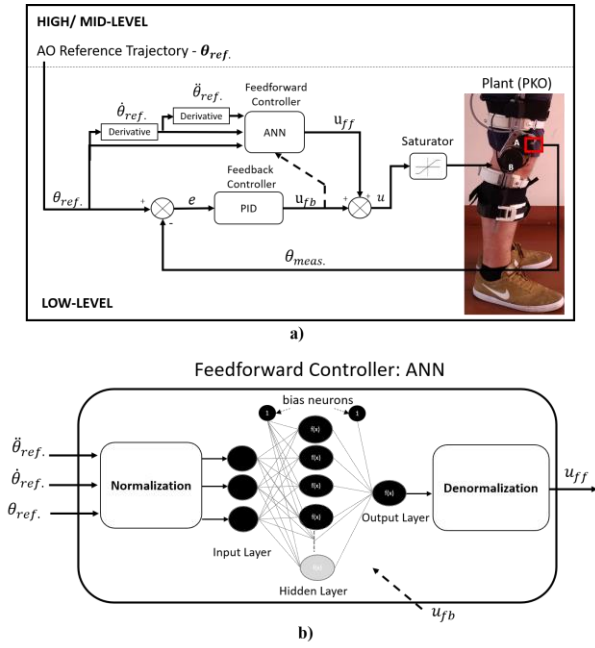 HIGH/ MID-LEVEL
AO Reference Trajectory - θref.
Plant (PKO)
θ̈ref.
Feedforward
Controller
θ̇ref.
Derivative
Derivative
ANN
uff
Saturator
A
B
Feedback
Controller
θref.
+
-
e
PID
ufb
+
+
u
θmeas.
LOW-LEVEL
a)
Feedforward Controller: ANN
bias neurons
1
1
θ̈ref.
θ̇ref.
θref.
Normalization
f(x)
f(x)
f(x)
f(x)
f(x)
f(x)
Denormalization
uff
Input Layer
Output Layer
Hidden Layer
ufb
b)